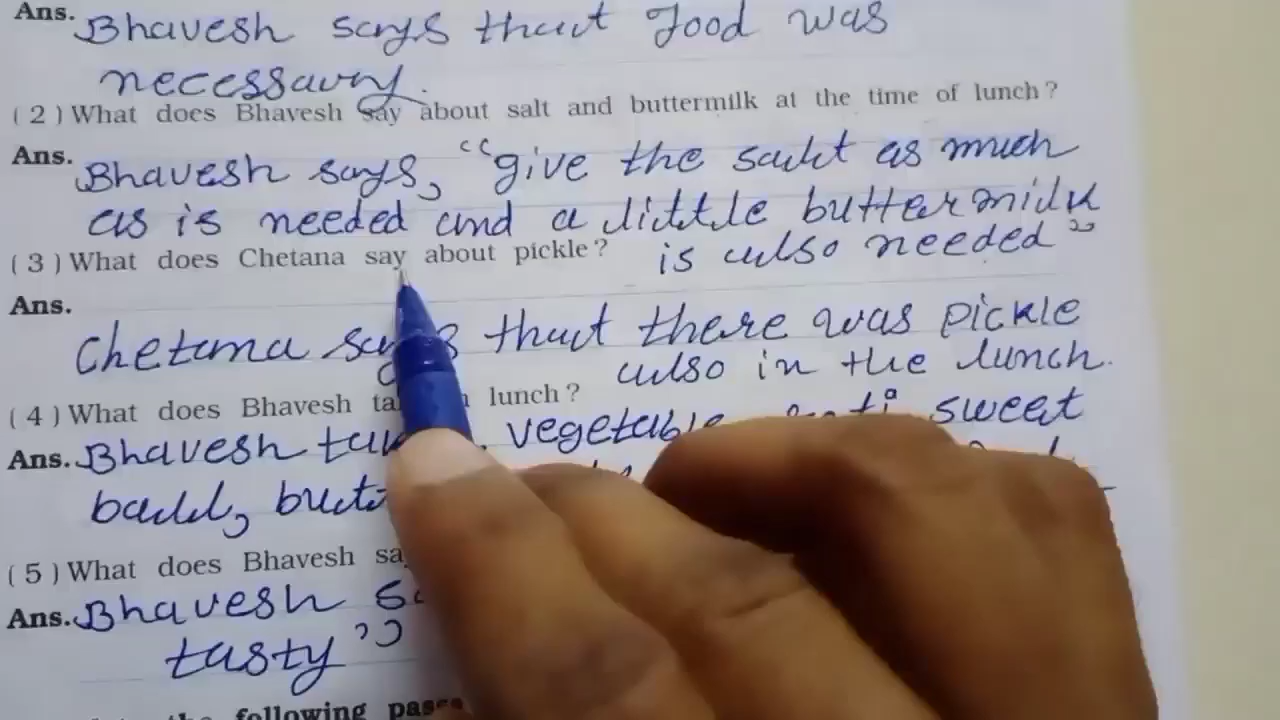 Ans. Bhavesh says that food was
necessary.
( 2 ) What does Bhavesh say about salt and buttermilk at the time of lunch ?
Ans. Bhavesh says, "give the salt as much
as is needed and a little buttermilk
is also needed"
( 3 ) What does Chetana say about pickle ?
Ans.
Chetana says that there was pickle
also in the lunch.
( 4 ) What does Bhavesh lunch ?
Ans. Bhavesh vegetable, sweet
ball,
( 5 ) What does Bhavesh
Ans. Bhavesh
tasty"
the following